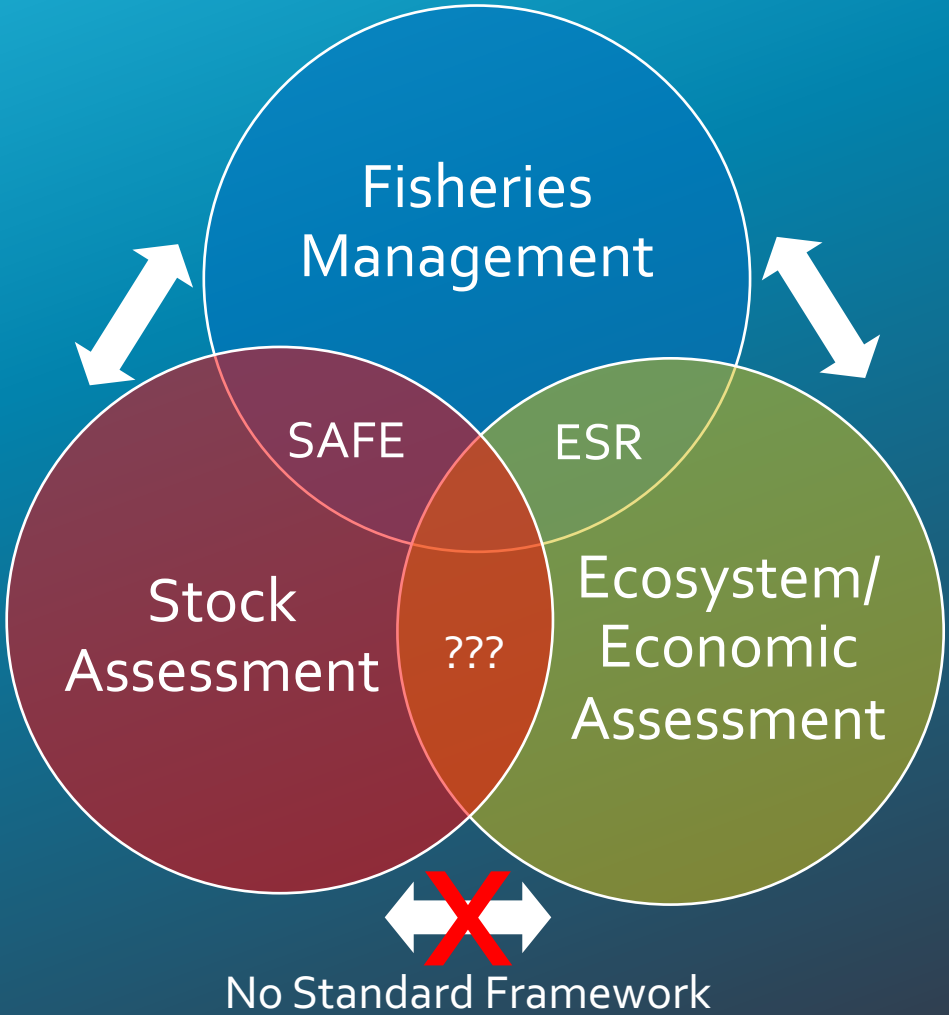 Fisheries
Management
SAFE
ESR
Stock
Assessment
???
Ecosystem/
Economic
Assessment
X
No Standard Framework